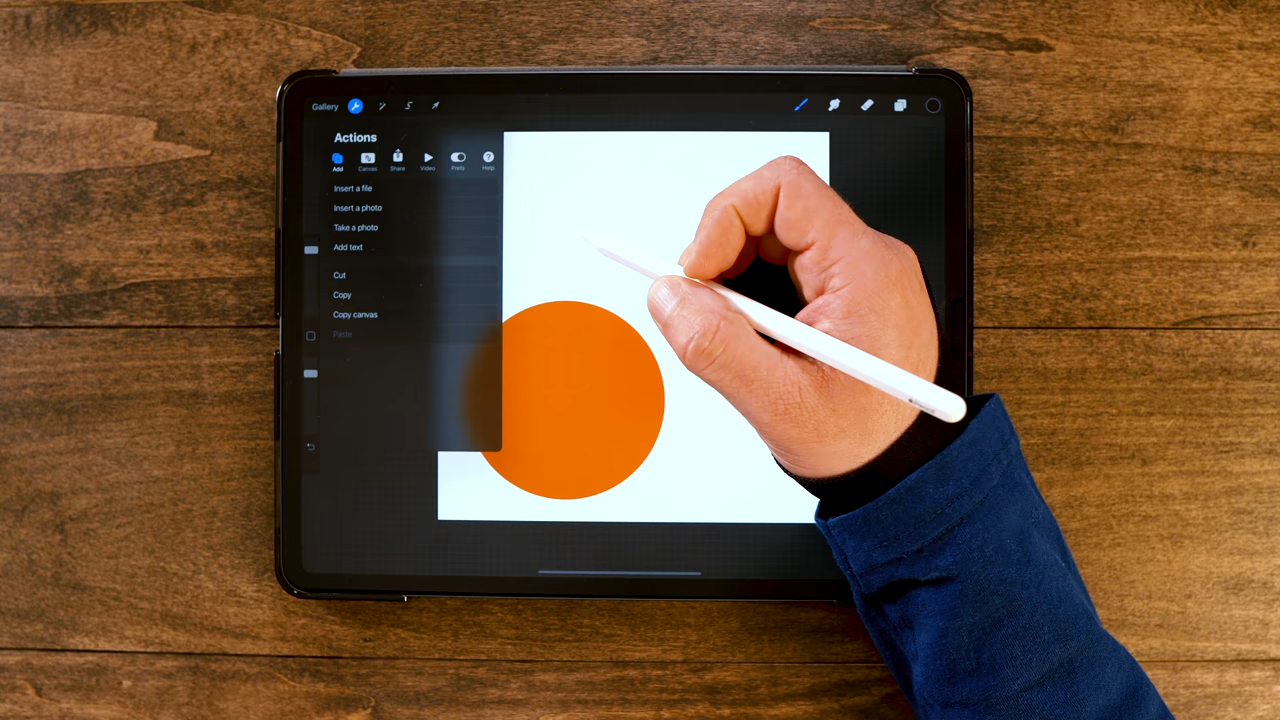 Gallery
Actions
Add Canvas Share Video Prefs Help
Insert a file
Insert a photo
Take a photo
Add text
Cut
Copy
Copy canvas
Paste